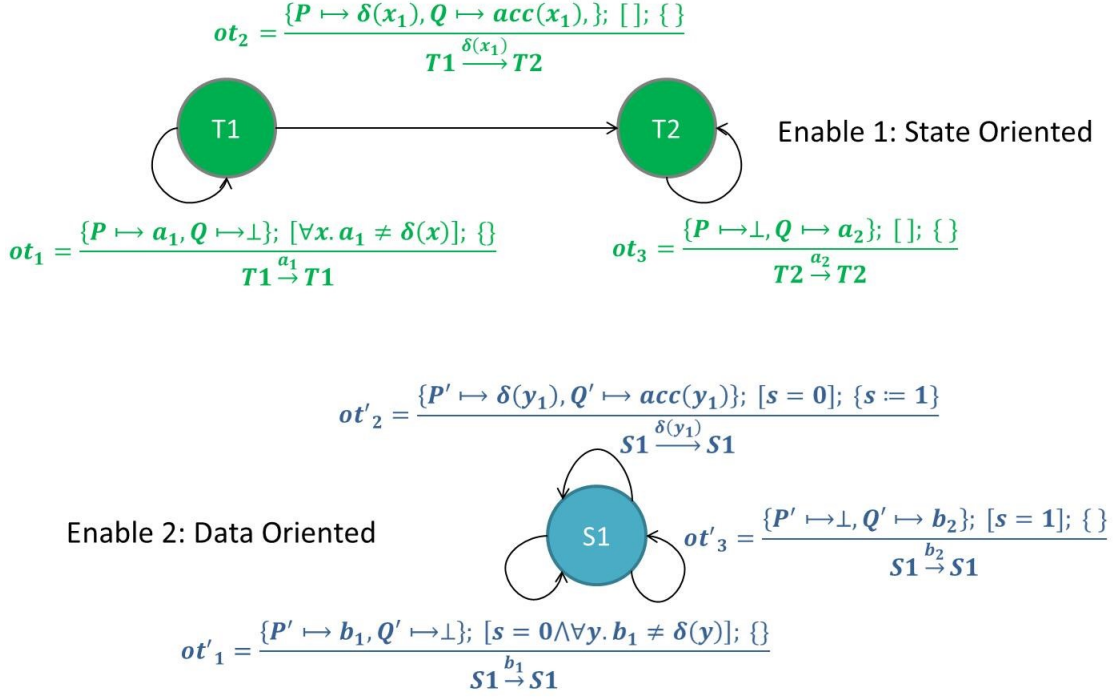 ot₂ = {P ↦ δ(x₁), Q ↦ acc(x₁), }; [ ]; { }
T1 —δ(x₁)→ T2
T1
T2
Enable 1: State Oriented
ot₁ = {P ↦ a₁, Q ↦⊥}; [∀x. a₁ ≠ δ(x)]; {}
T1 —a₁→ T1
ot₃ = {P ↦⊥, Q ↦ a₂}; [ ]; { }
T2 —a₂→ T2
ot′₂ = {P′ ↦ δ(y₁), Q′ ↦ acc(y₁)}; [s = 0]; {s ≔ 1}
S1 —δ(y₁)→ S1
Enable 2: Data Oriented
S1
ot′₃ = {P′ ↦⊥, Q′ ↦ b₂}; [s = 1]; { }
S1 —b₂→ S1
ot′₁ = {P′ ↦ b₁, Q′ ↦⊥}; [s = 0⋀∀y. b₁ ≠ δ(y)]; {}
S1 —b₁→ S1